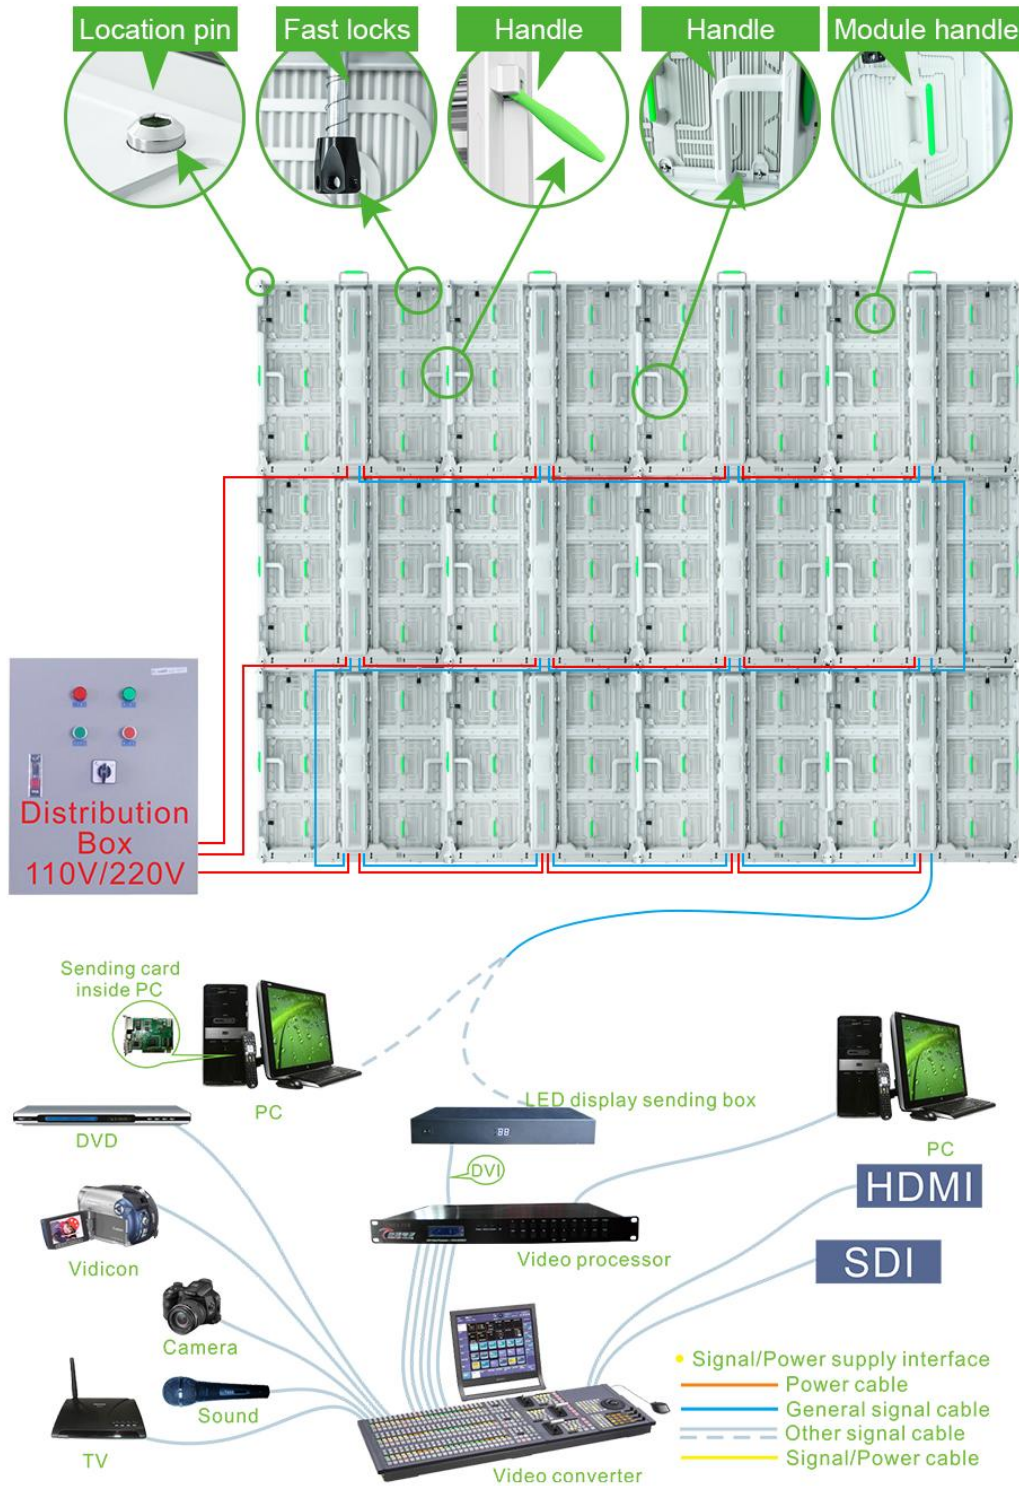 Location pin
Fast locks
Handle
Handle
Module handle
Distribution
Box
110V/220V
Sending card
inside PC
PC
LED display sending box
DVD
DVI
PC
HDMI
Vidicon
Video processor
SDI
Camera
Signal/Power supply interface
Power cable
Sound
General signal cable
Other signal cable
TV
Signal/Power cable
Video converter